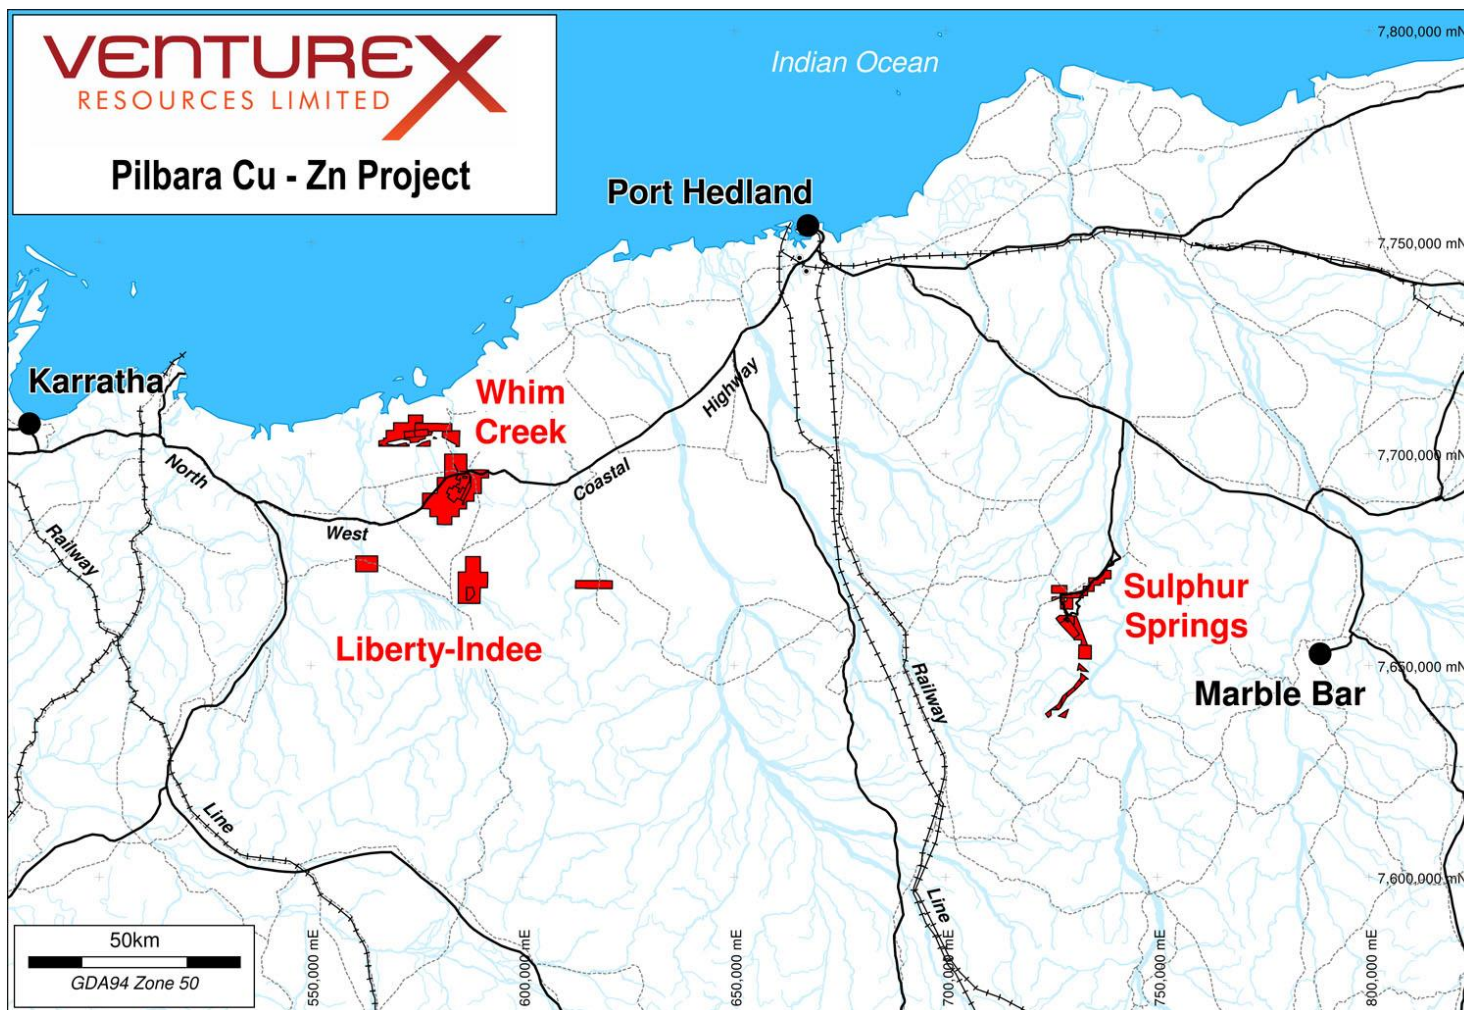 VENTUREX
RESOURCES LIMITED
Pilbara Cu - Zn Project
Indian Ocean
7,800,000 mN
Port Hedland
7,750,000 mN
Karratha
Whim
Creek
Highway
Coastal
North
West
7,700,000 mN
Railway
Liberty-Indee
Sulphur
Springs
7,650,000 mN
Marble Bar
Railway
Line
Line
7,600,000 mN
50km
GDA94 Zone 50
550,000 mE
600,000 mE
650,000 mE
700,000 mE
750,000 mE
800,000 mE